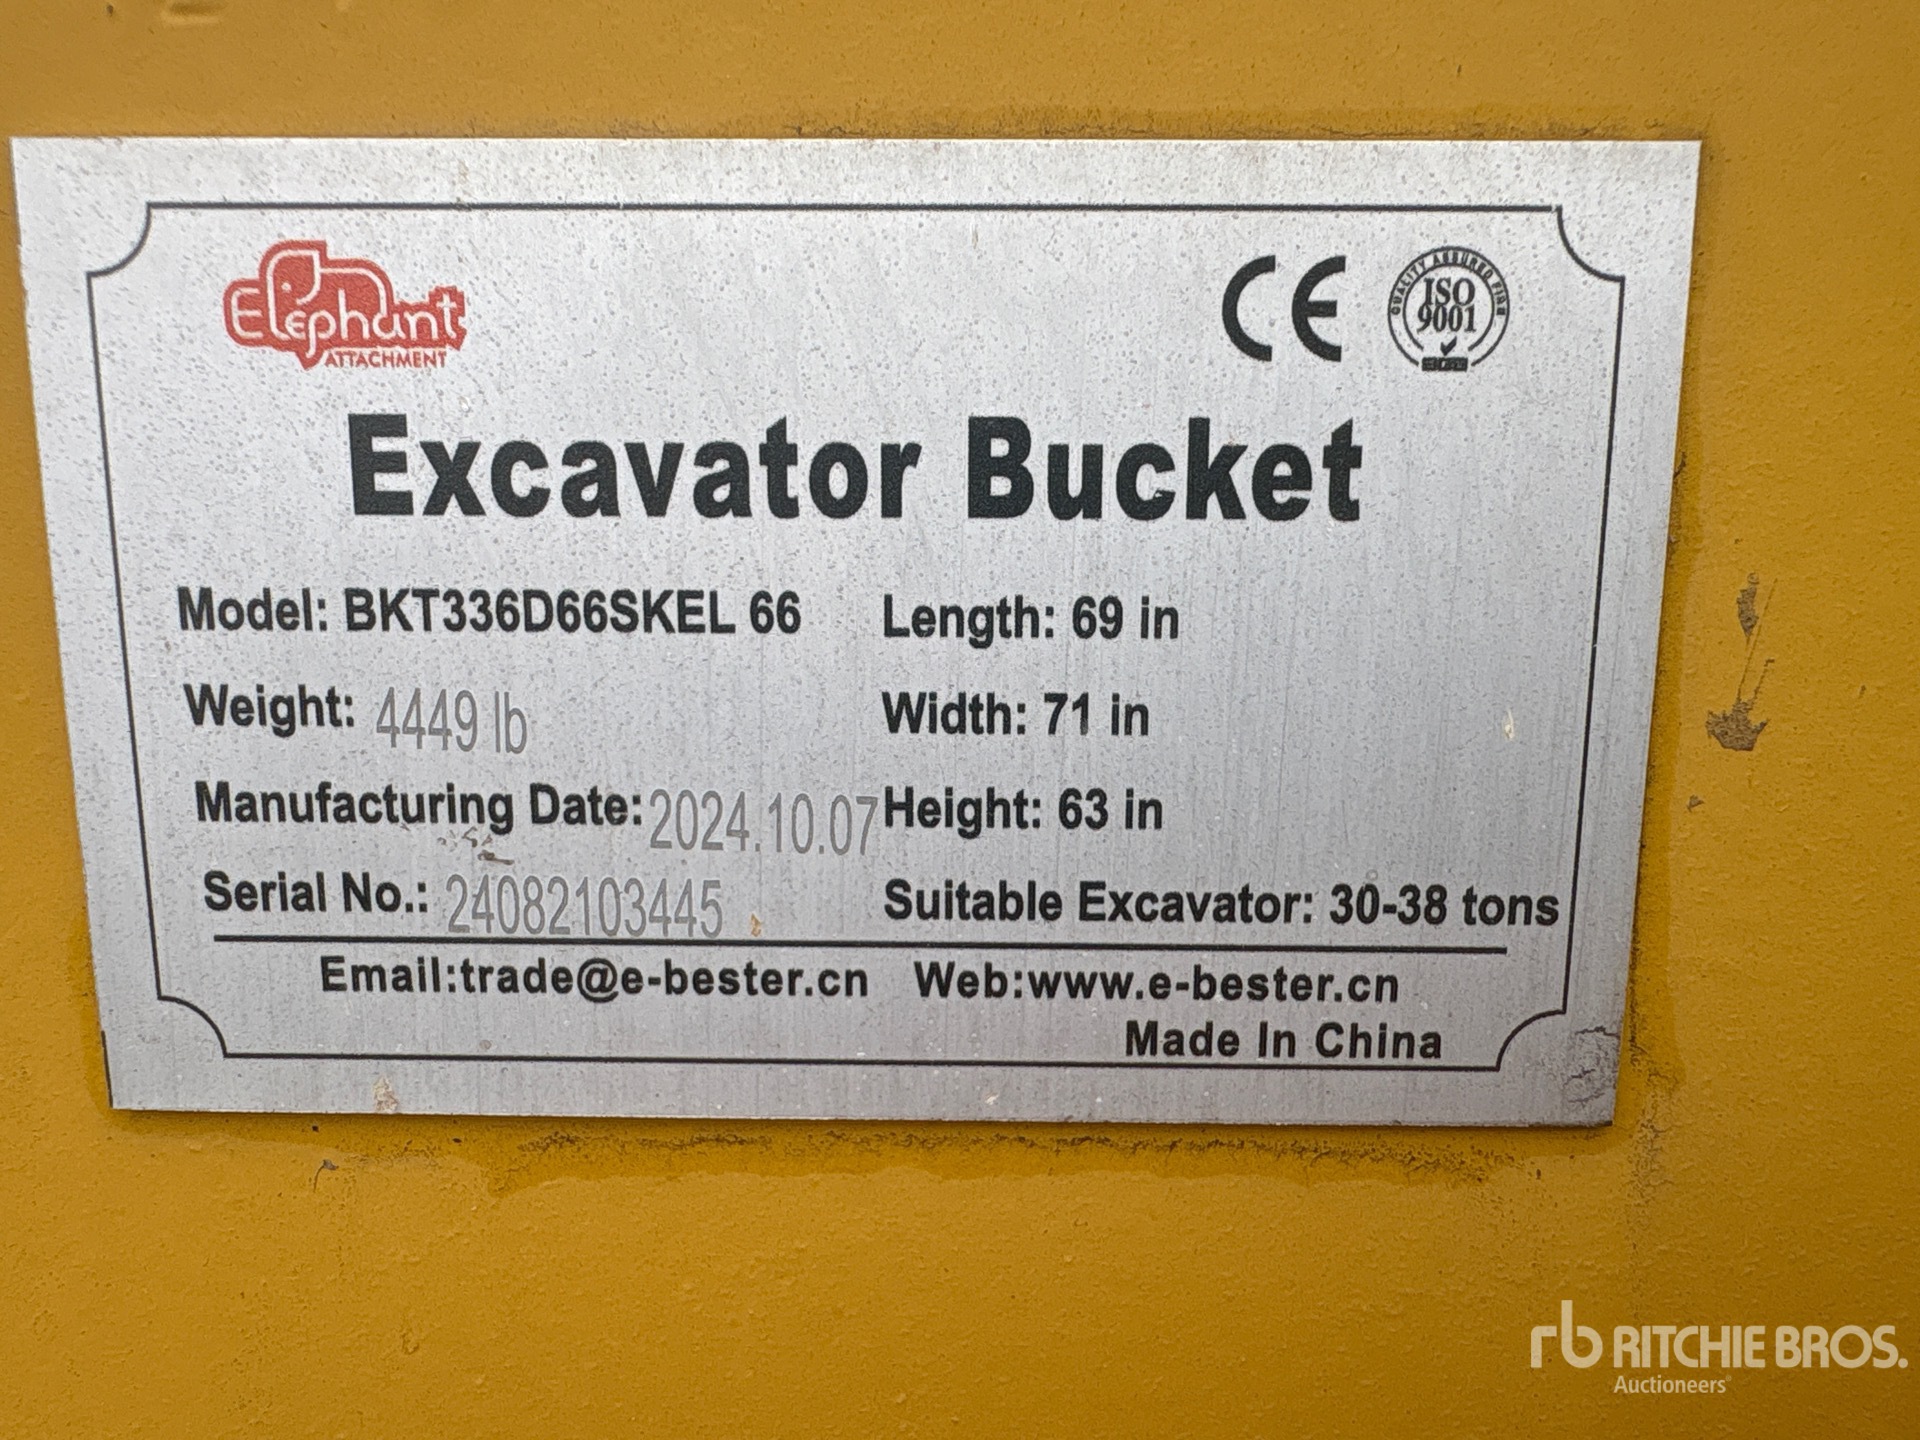 Elephant
ATTACHMENT
CE
QUALITY ASSURED FIRM
ISO
9001
Excavator Bucket
Model: BKT336D66SKEL 66
Length: 69 in
Weight: 4449 lb
Width: 71 in
Manufacturing Date: 2024.10.07
Height: 63 in
Serial No.: 24082103445
Suitable Excavator: 30-38 tons
Email:trade@e-bester.cn
Web:www.e-bester.cn
Made In China
rb RITCHIE BROS.
Auctioneers